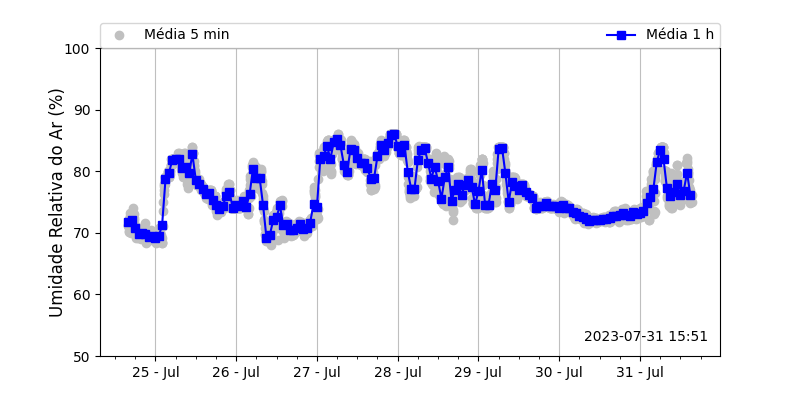 Média 5 min
Média 1 h
Umidade Relativa do Ar (%)
100
90
80
70
60
50
2023-07-31 15:51
25 - Jul
26 - Jul
27 - Jul
28 - Jul
29 - Jul
30 - Jul
31 - Jul